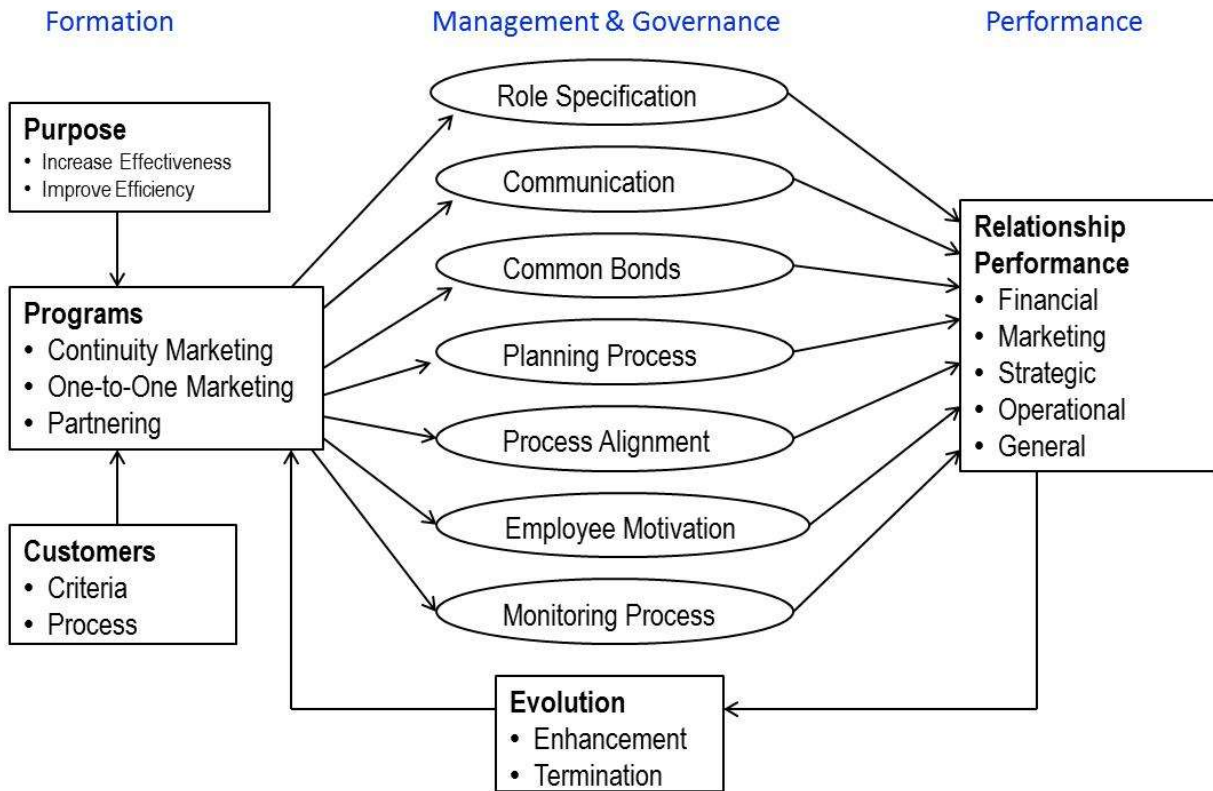 Formation
Management & Governance
Performance
Purpose
• Increase Effectiveness
• Improve Efficiency
Programs
• Continuity Marketing
• One-to-One Marketing
• Partnering
Customers
• Criteria
• Process
Role Specification
Communication
Common Bonds
Planning Process
Process Alignment
Employee Motivation
Monitoring Process
Relationship
Performance
• Financial
• Marketing
• Strategic
• Operational
• General
Evolution
• Enhancement
• Termination